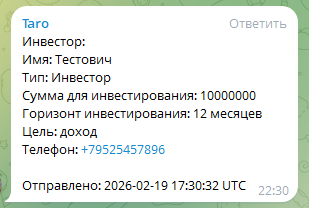 Taro
Ответить
Инвестор:
Имя: Тестович
Тип: Инвестор
Сумма для инвестирования: 10000000
Горизонт инвестирования: 12 месяцев
Цель: доход
Телефон: +79525457896
Отправлено: 2026-02-19 17:30:32 UTC
22:30